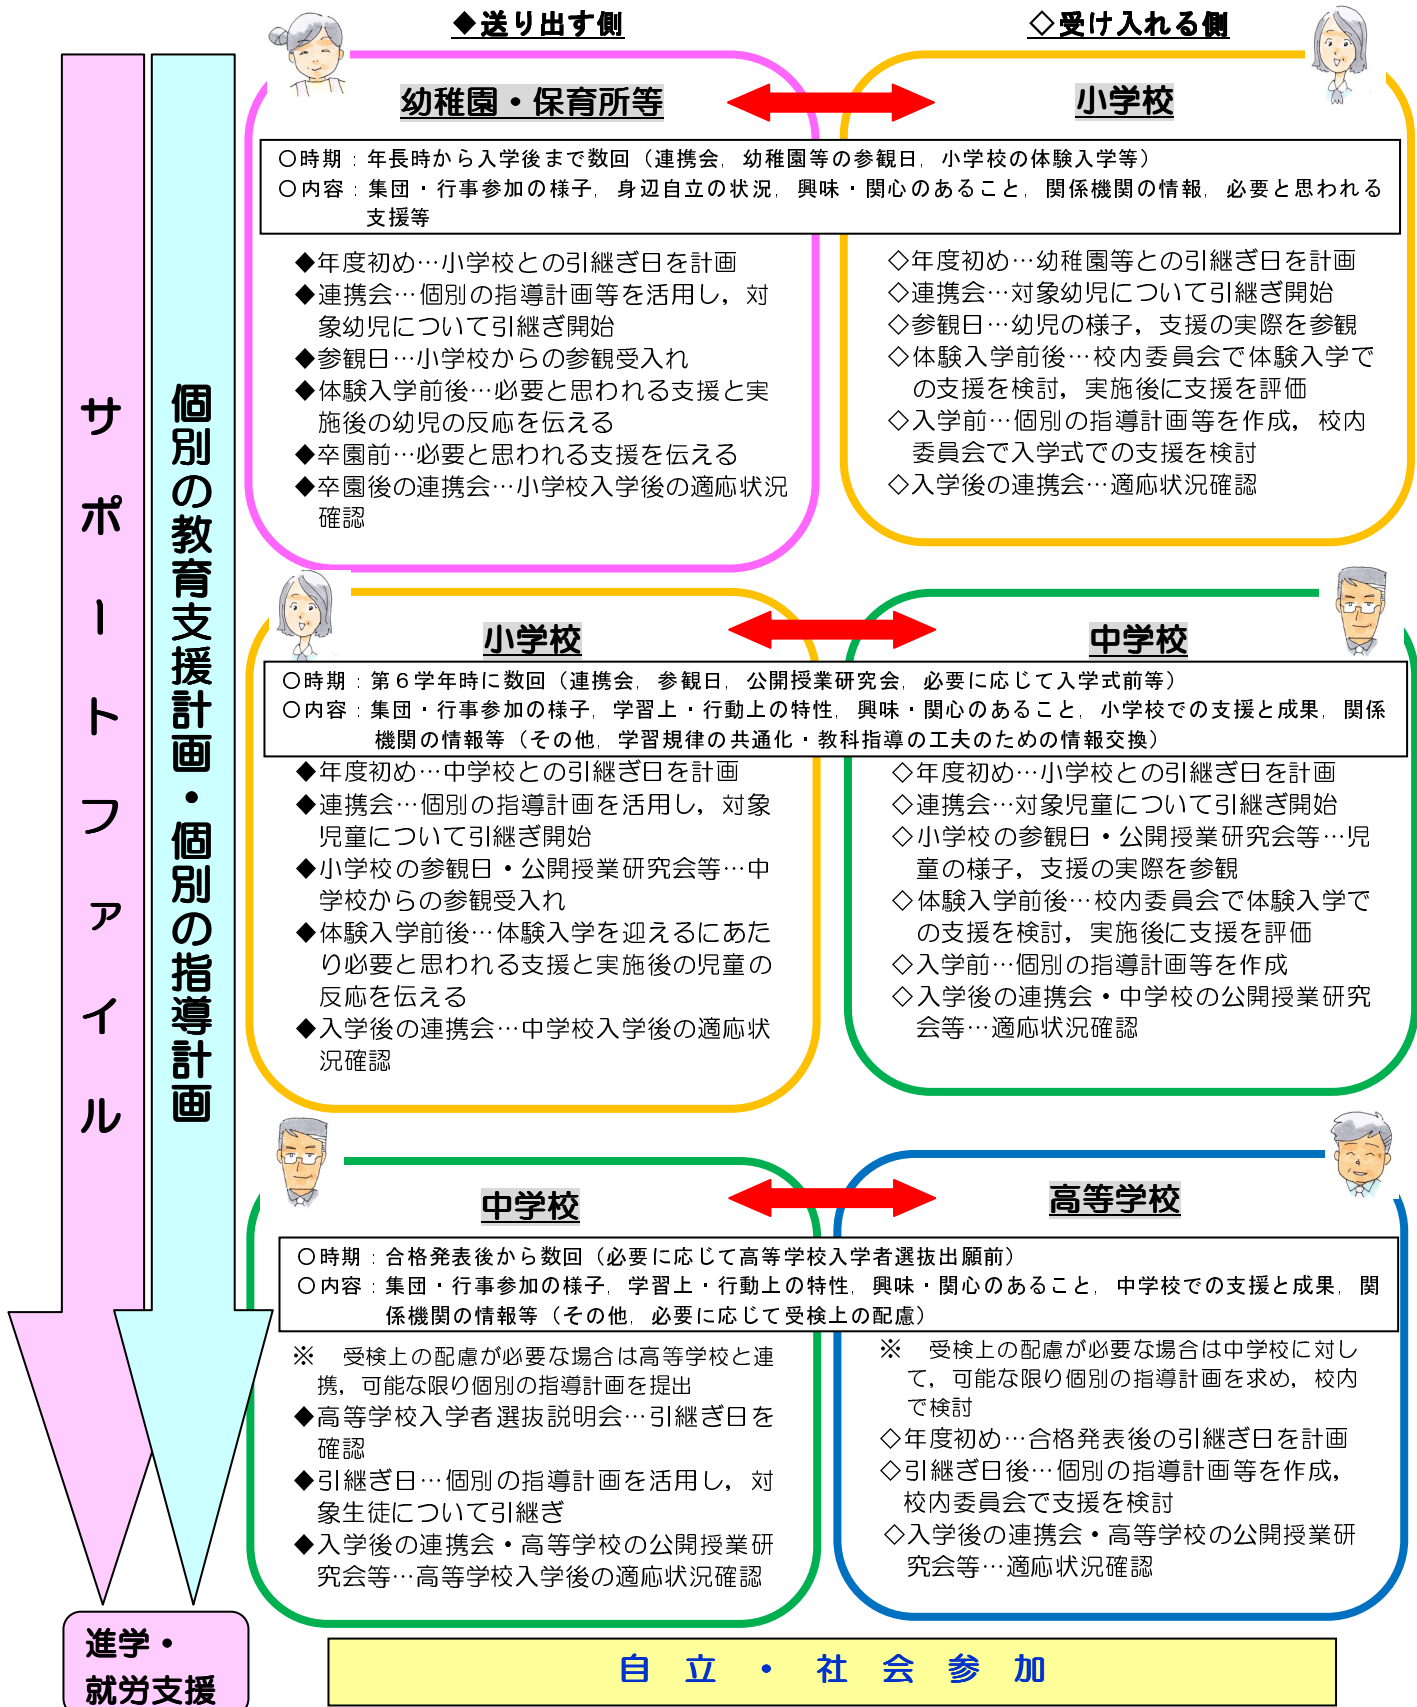 ◆送り出す側
◇受け入れる側
サポートファイル
個別の教育支援計画・個別の指導計画
幼稚園・保育所等
小学校
○時期：年長時から入学後まで数回（連携会，幼稚園等の参観日，小学校の体験入学等）
○内容：集団・行事参加の様子，身辺自立の状況，興味・関心のあること，関係機関の情報，必要と思われる
支援等
◆年度初め…小学校との引継ぎ日を計画
◆連携会…個別の指導計画等を活用し，対
象幼児について引継ぎ開始
◆参観日…小学校からの参観受入れ
◆体験入学前後…必要と思われる支援と実
施後の幼児の反応を伝える
◆卒園前…必要と思われる支援を伝える
◆卒園後の連携会…小学校入学後の適応状況
確認
◇年度初め…幼稚園等との引継ぎ日を計画
◇連携会…対象幼児について引継ぎ開始
◇参観日…幼児の様子，支援の実際を参観
◇体験入学前後…校内委員会で体験入学で
の支援を検討，実施後に支援を評価
◇入学前…個別の指導計画等を作成，校内
委員会で入学式での支援を検討
◇入学後の連携会…適応状況確認
小学校
中学校
○時期：第６学年時に数回（連携会，参観日，公開授業研究会，必要に応じて入学式前等）
○内容：集団・行事参加の様子，学習上・行動上の特性，興味・関心のあること，小学校での支援と成果，関係
機関の情報等（その他，学習規律の共通化・教科指導の工夫のための情報交換）
◆年度初め…中学校との引継ぎ日を計画
◆連携会…個別の指導計画を活用し，対象
児童について引継ぎ開始
◆小学校の参観日・公開授業研究会等…中
学校からの参観受入れ
◆体験入学前後…体験入学を迎えるにあた
り必要と思われる支援と実施後の児童の
反応を伝える
◆入学後の連携会…中学校入学後の適応状
況確認
◇年度初め…小学校との引継ぎ日を計画
◇連携会…対象児童について引継ぎ開始
◇小学校の参観日・公開授業研究会等…児
童の様子，支援の実際を参観
◇体験入学前後…校内委員会で体験入学で
の支援を検討，実施後に支援を評価
◇入学前…個別の指導計画等を作成
◇入学後の連携会・中学校の公開授業研究
会等…適応状況確認
中学校
高等学校
○時期：合格発表後から数回（必要に応じて高等学校入学者選抜出願前）
○内容：集団・行事参加の様子，学習上・行動上の特性，興味・関心のあること，中学校での支援と成果，関
係機関の情報等（その他，必要に応じて受検上の配慮）
※　受検上の配慮が必要な場合は高等学校と連
携，可能な限り個別の指導計画を提出
◆高等学校入学者選抜説明会…引継ぎ日を
確認
◆引継ぎ日…個別の指導計画を活用し，対
象生徒について引継ぎ
◆入学後の連携会・高等学校の公開授業研
究会等…高等学校入学後の適応状況確認
※　受検上の配慮が必要な場合は中学校に対し
て，可能な限り個別の指導計画を求め，校内
で検討
◇年度初め…合格発表後の引継ぎ日を計画
◇引継ぎ日後…個別の指導計画等を作成，
校内委員会で支援を検討
◇入学後の連携会・高等学校の公開授業研
究会等…適応状況確認
進学・
就労支援
自立・社会参加